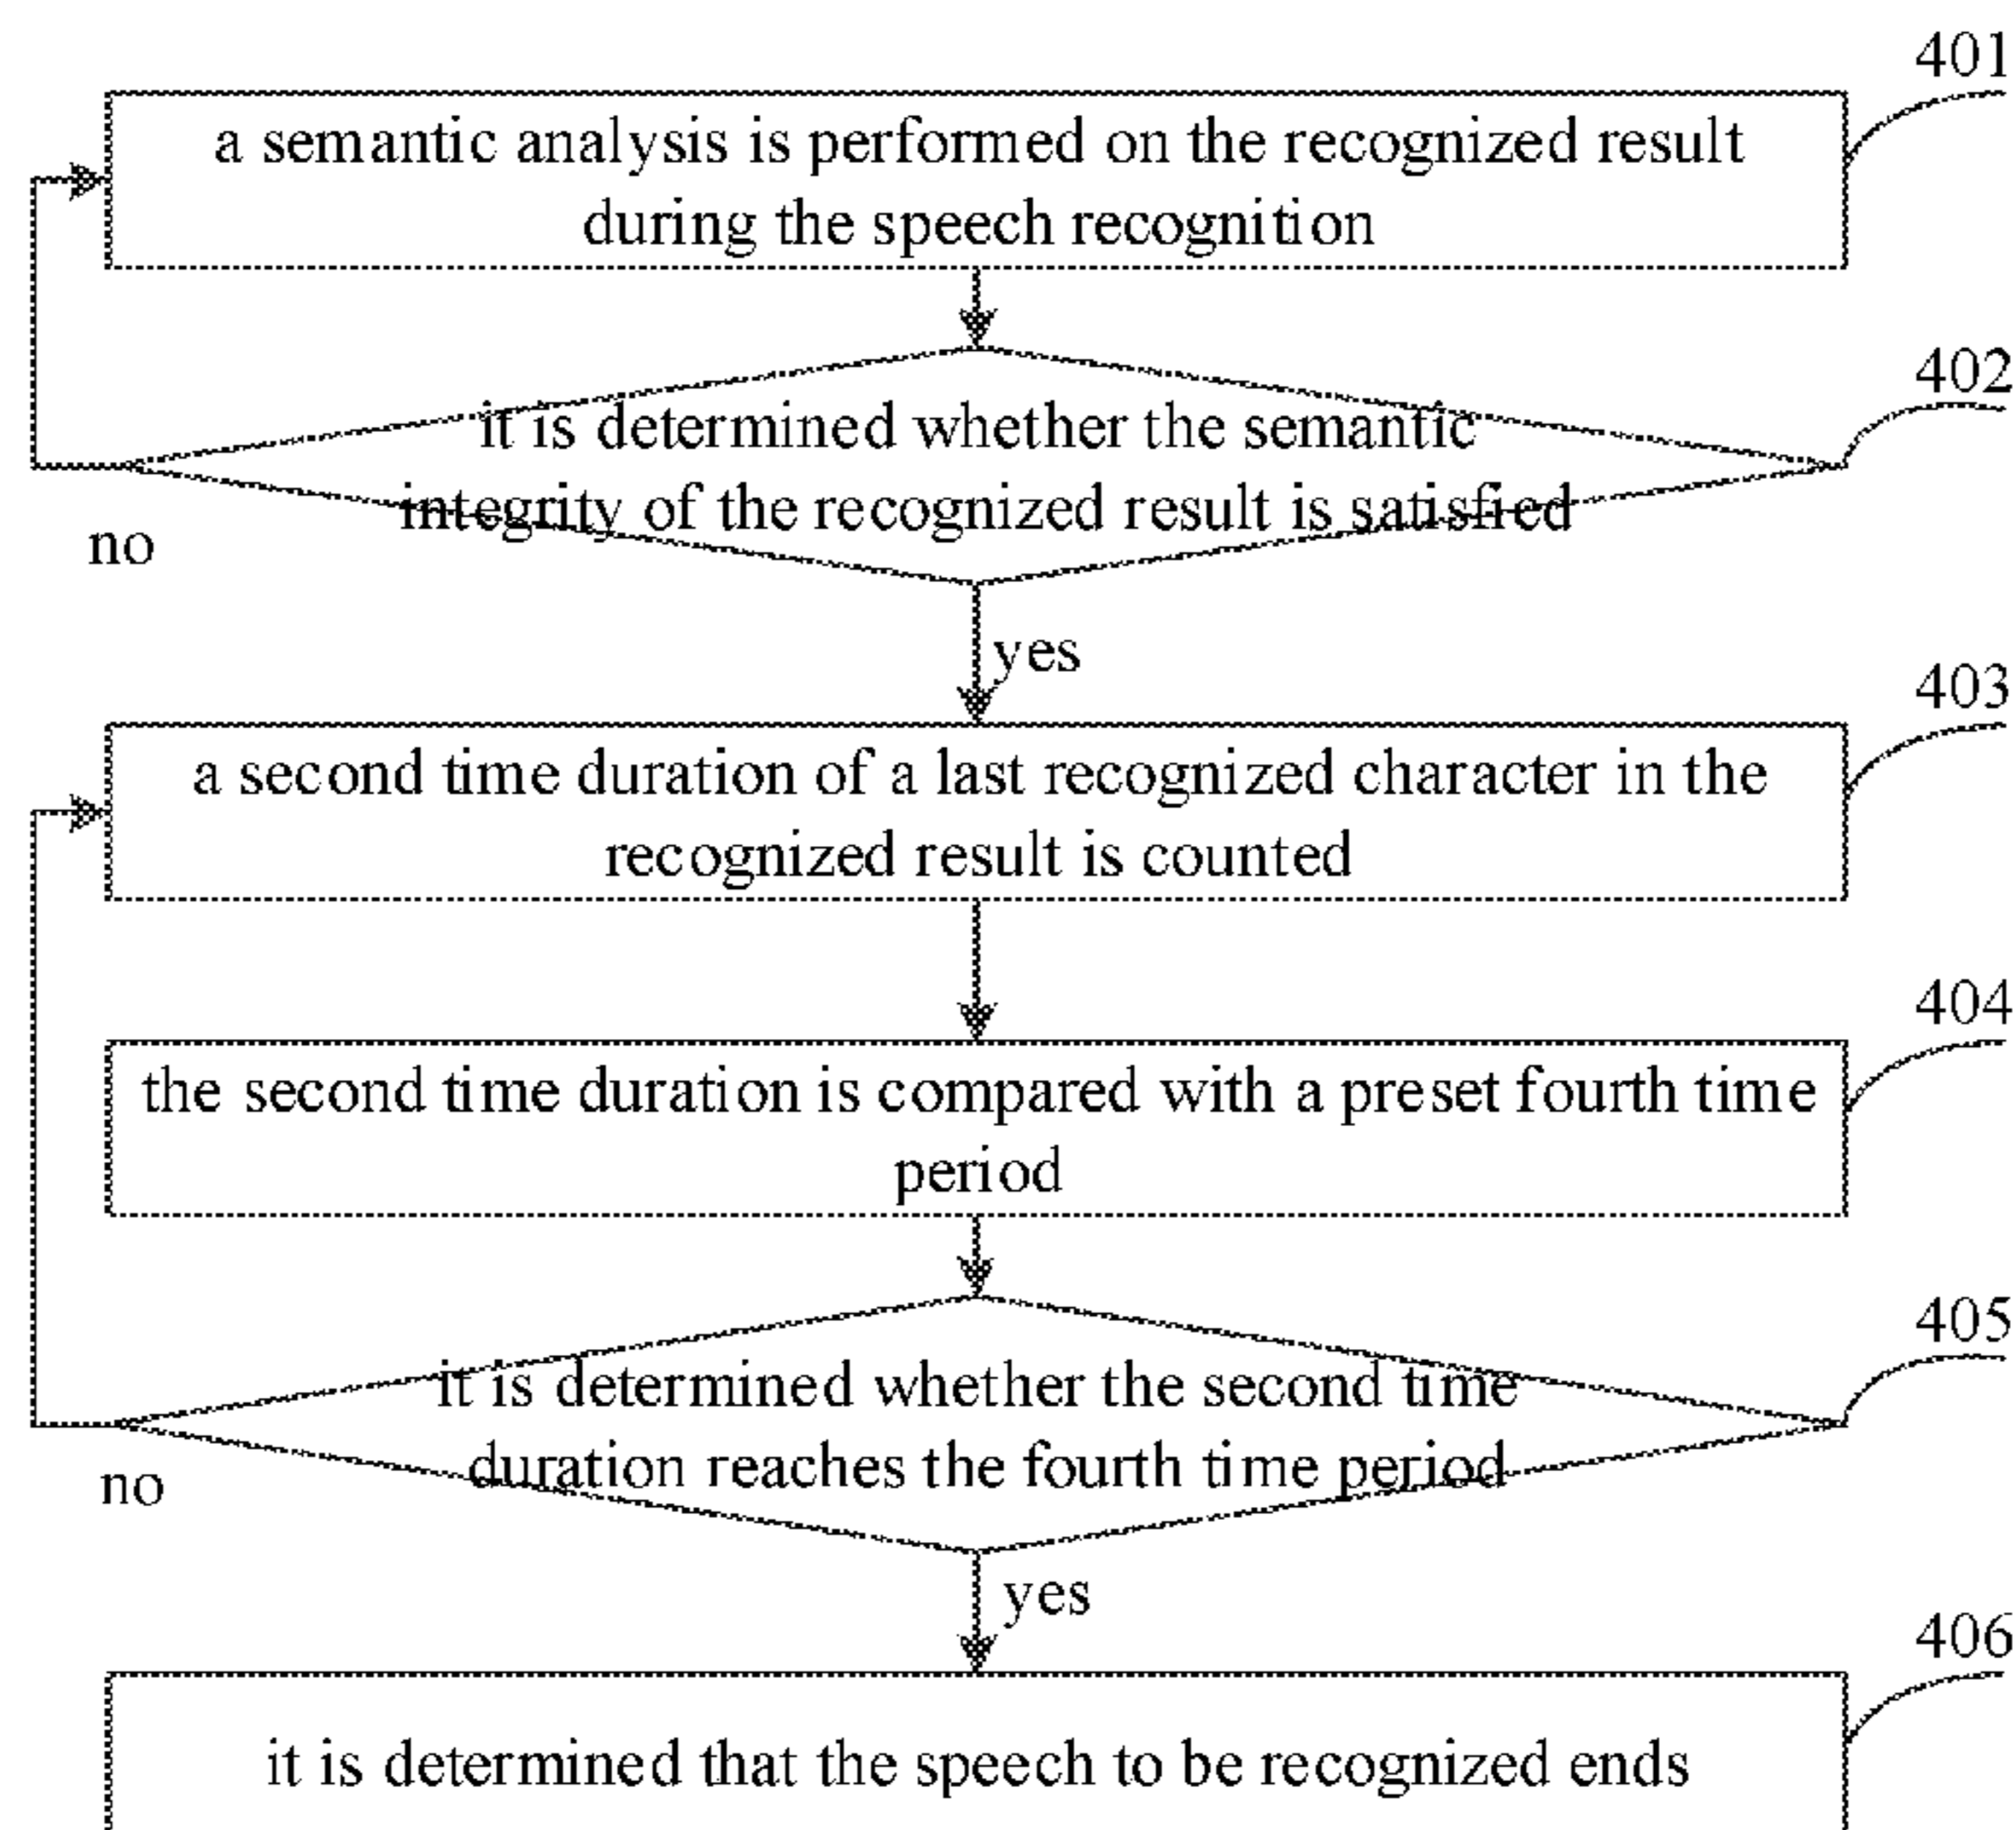 401
a semantic analysis is performed on the recognized result
during the speech recognition
402
it is determined whether the semantic
integrity of the recognized result is satisfied
no
yes
403
a second time duration of a last recognized character in the
recognized result is counted
404
the second time duration is compared with a preset fourth time
period
405
it is determined whether the second time
duration reaches the fourth time period
no
yes
406
it is determined that the speech to be recognized ends